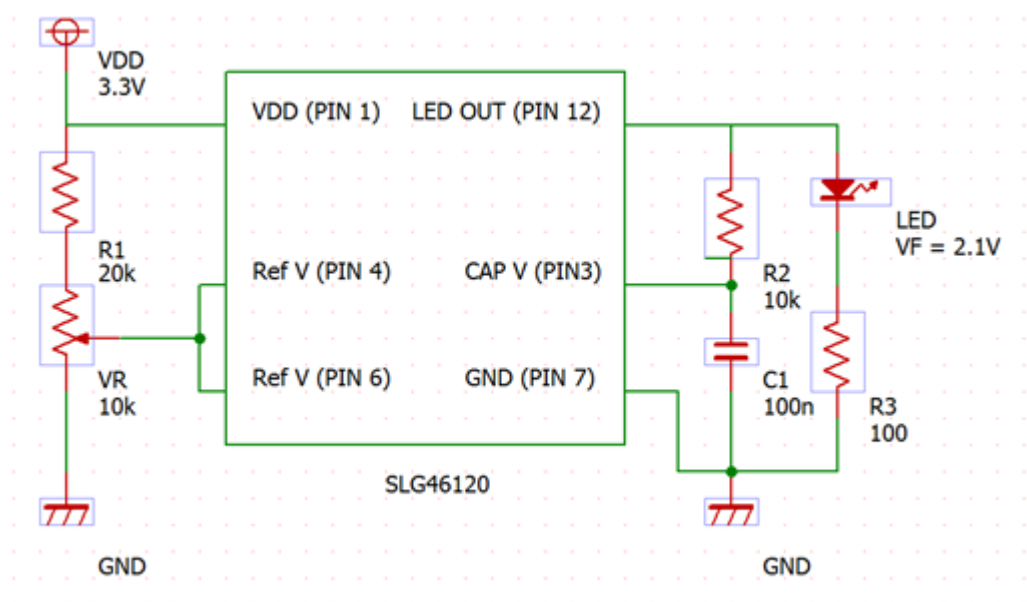 VDD
3.3V
VDD (PIN 1)
LED OUT (PIN 12)
R1
20k
Ref V (PIN 4)
CAP V (PIN3)
R2
10k
LED
VF = 2.1V
VR
10k
Ref V (PIN 6)
GND (PIN 7)
C1
100n
R3
100
SLG46120
GND
GND